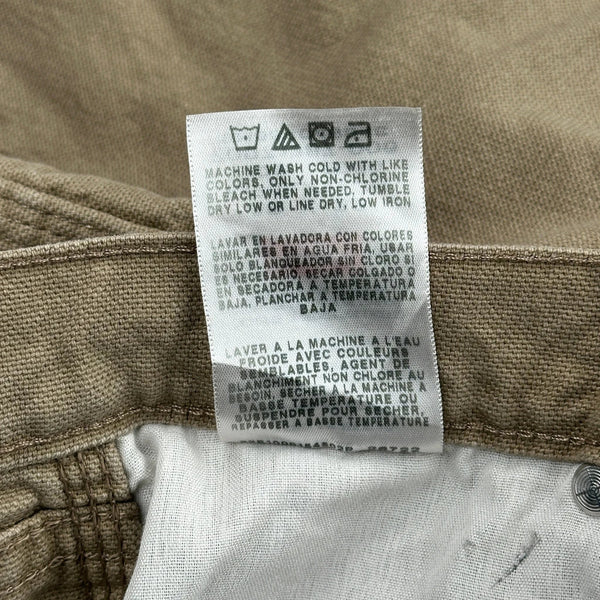 MACHINE WASH COLD WITH LIKE
COLORS, ONLY NON-CHLORINE
BLEACH WHEN NEEDED. TUMBLE
DRY LOW OR LINE DRY, LOW IRON
LAVAR EN LAVADORA CON COLORES
SIMILARES EN AGUA FRIA, USAR
SOLO BLANQUEADOR SIN CLORO SI
ES NECESARIO, SECAR COLGADO O
EN SECADORA A TEMPERATURA
BAJA, PLANCHAR A TEMPERATURA
BAJA
LAVER A LA MACHINE A L'EAU
FROIDE AVEC COULEURS
SEMBLABLES, AGENT DE
BLANCHIMENT NON CHLORE AU
BESOIN, SECHER A LA MACHINE A
BASSE TEMPERATURE OU
SUSPENDRE POUR SECHER,
REPASSER A BASSE TEMPERATURE